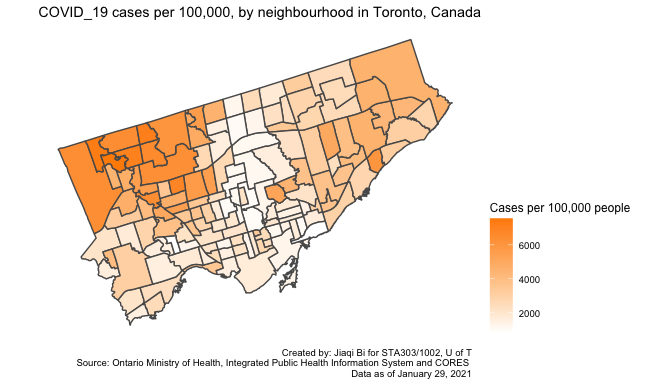 COVID_19 cases per 100,000, by neighbourhood in Toronto, Canada
Cases per 100,000 people
6000
4000
2000
Created by: Jiaqi Bi for STA303/1002, U of T
Source: Ontario Ministry of Health, Integrated Public Health Information System and CORES
Data as of January 29, 2021